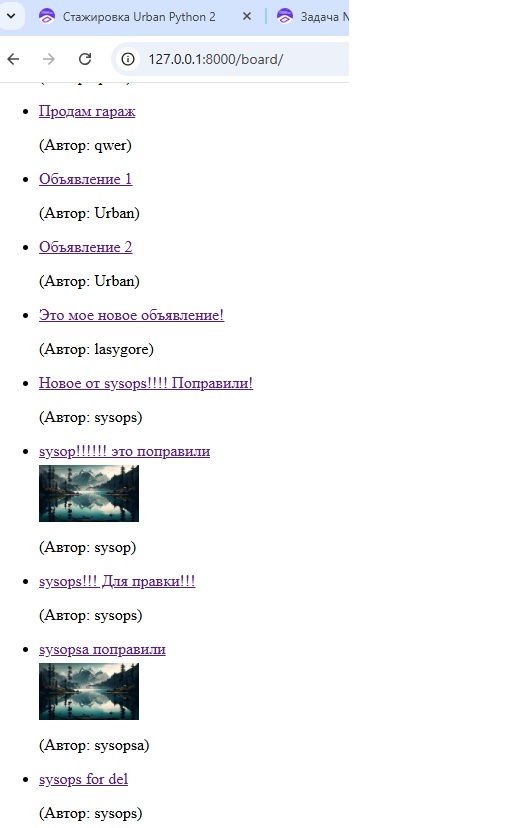 Стажировка Urban Python 2
Задача N
127.0.0.1:8000/board/
Продам гараж
(Автор: qwer)
Объявление 1
(Автор: Urban)
Объявление 2
(Автор: Urban)
Это мое новое объявление!
(Автор: lasygore)
Новое от sysops!!!! Поправили!
(Автор: sysops)
sysop!!!!!! это поправили
(Автор: sysop)
sysops!!! Для правки!!!
(Автор: sysops)
sysopsa поправили
(Автор: sysopsa)
sysops for del
(Автор: sysops)